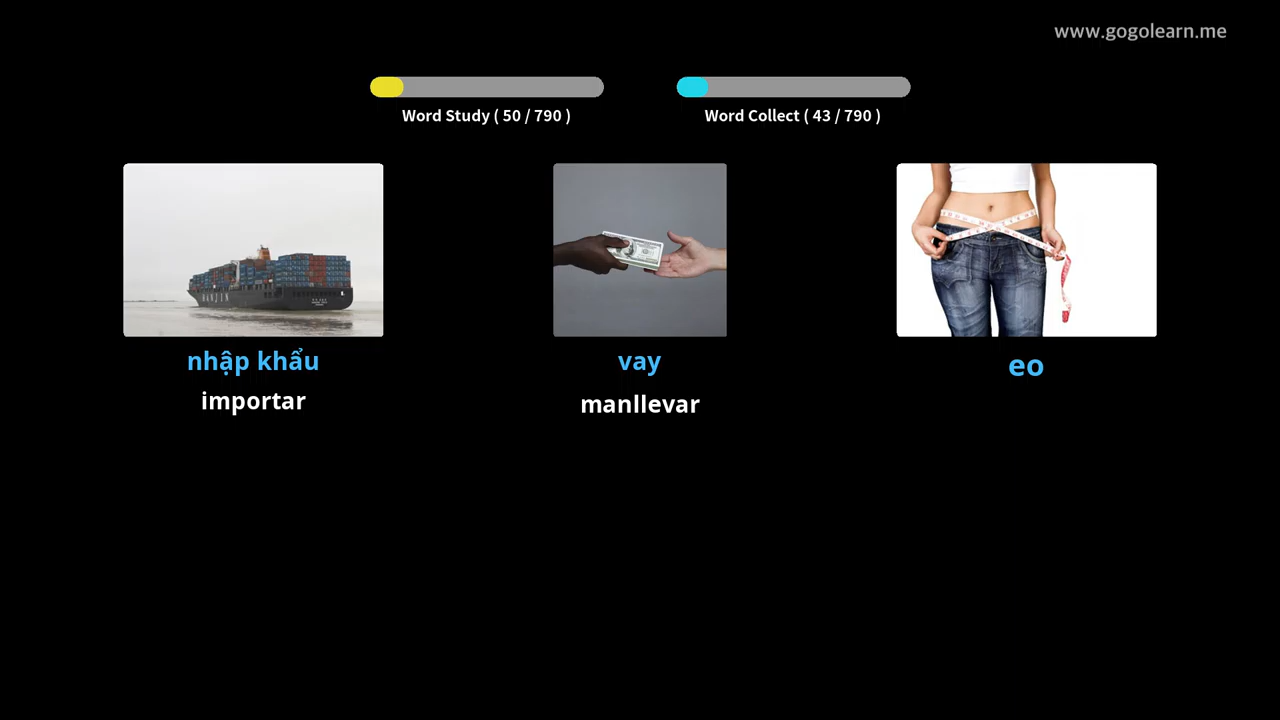 www.gogolearn.me
Word Study ( 50 / 790 )
Word Collect ( 43 / 790 )
nhập khẩu
vay
eo
importar
manllevar